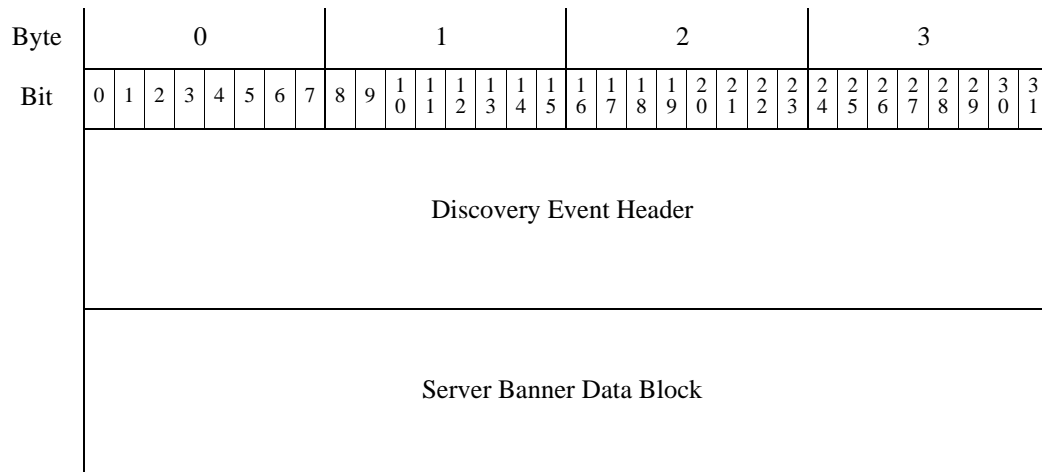 Byte 0 1 2 3
Bit 0 1 2 3 4 5 6 7 8 9 10 11 12 13 14 15 16 17 18 19 20 21 22 23 24 25 26 27 28 29 30 31
Discovery Event Header
Server Banner Data Block